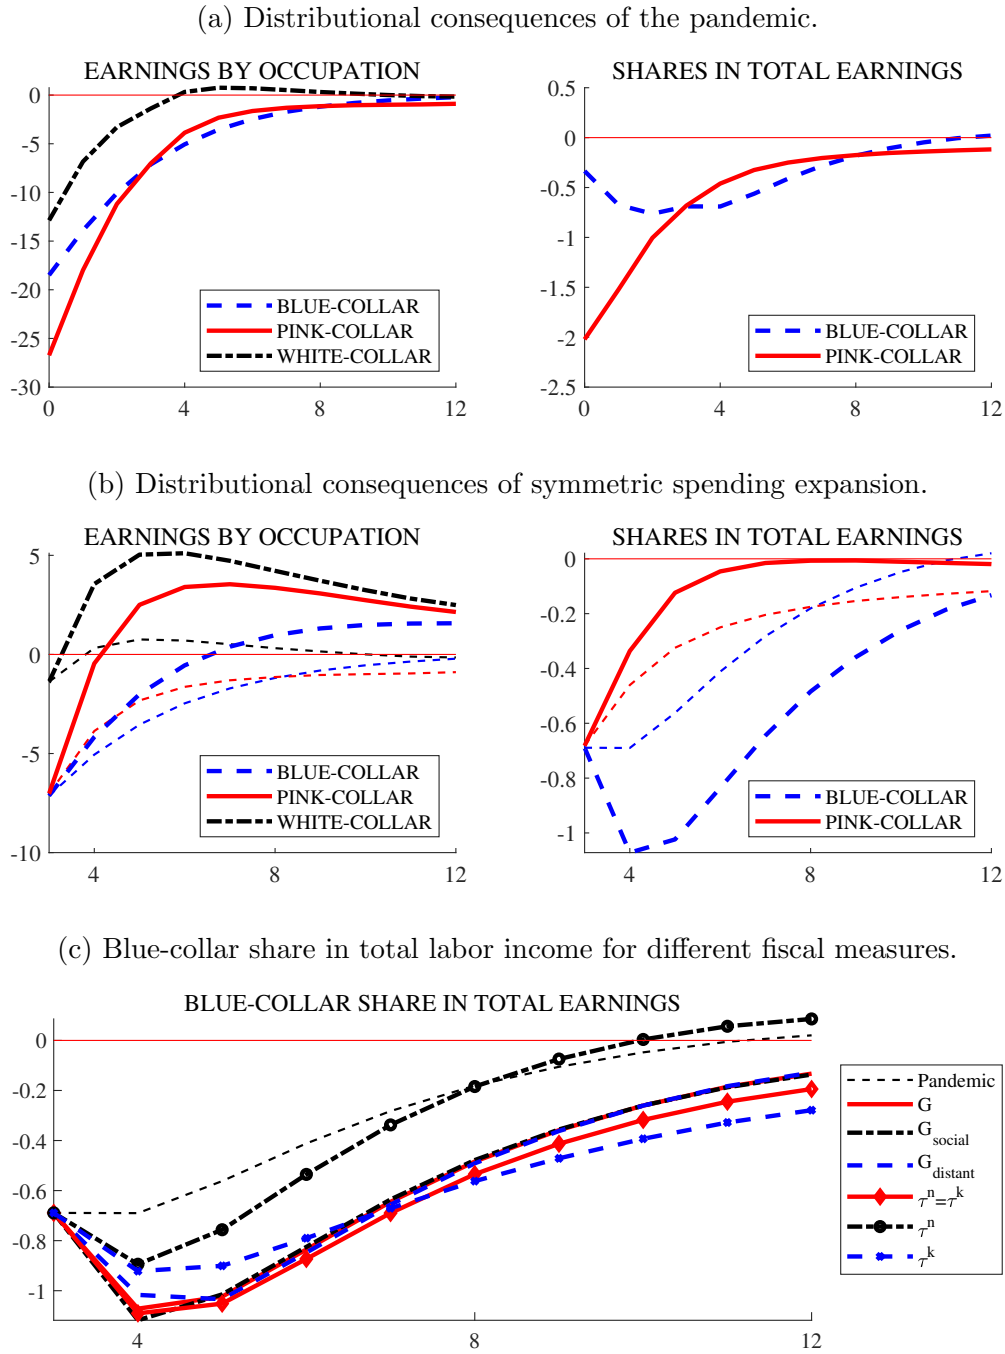 (a) Distributional consequences of the pandemic.
EARNINGS BY OCCUPATION
0
-5
-10
-15
-20
-25
-30
0 4 8 12
BLUE-COLLAR
PINK-COLLAR
WHITE-COLLAR
SHARES IN TOTAL EARNINGS
0.5
0
-0.5
-1
-1.5
-2
-2.5
0 4 8 12
BLUE-COLLAR
PINK-COLLAR
(b) Distributional consequences of symmetric spending expansion.
EARNINGS BY OCCUPATION
5
0
-5
-10
4 8 12
BLUE-COLLAR
PINK-COLLAR
WHITE-COLLAR
SHARES IN TOTAL EARNINGS
0
-0.2
-0.4
-0.6
-0.8
-1
4 8 12
BLUE-COLLAR
PINK-COLLAR
(c) Blue-collar share in total labor income for different fiscal measures.
BLUE-COLLAR SHARE IN TOTAL EARNINGS
0
-0.2
-0.4
-0.6
-0.8
-1
4 8 12
Pandemic
G
G_social
G_distant
τ^n=τ^k
τ^n
τ^k